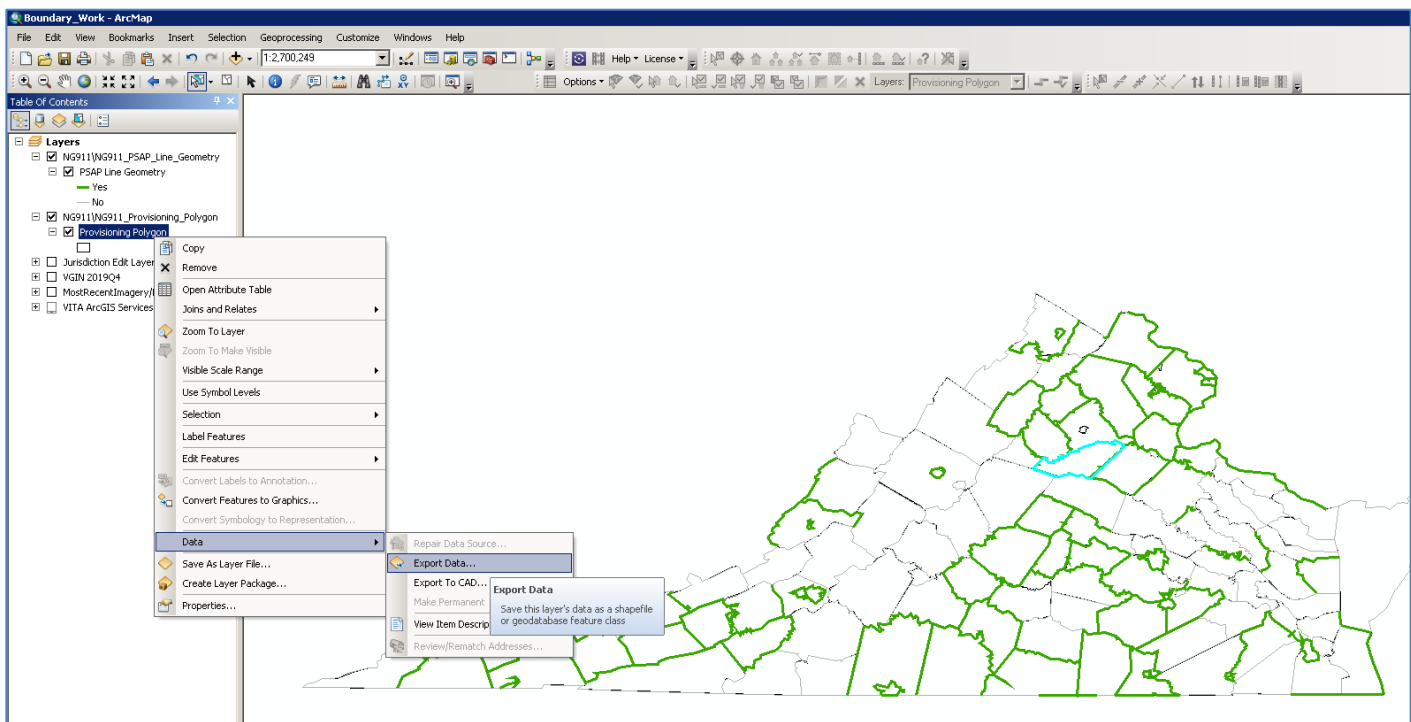 Boundary_Work - ArcMap
File Edit View Bookmarks Insert Selection Geoprocessing Customize Windows Help
1:2,700,249 Help License
Options Layers: Provisioning Polygon
Table Of Contents
Layers
NG911\NG911_PSAP_Line_Geometry
PSAP Line Geometry
Yes
No
NG911\NG911_Provisioning_Polygon
Provisioning Polygon
Jurisdiction Edit Layer
VGIN 2019Q4
MostRecentImagery/
VITA ArcGIS Services
Copy
Remove
Open Attribute Table
Joins and Relates
Zoom To Layer
Zoom To Make Visible
Visible Scale Range
Use Symbol Levels
Selection
Label Features
Edit Features
Convert Labels to Annotation...
Convert Features to Graphics...
Convert Symbology to Representation...
Data
Save As Layer File...
Create Layer Package...
Properties...
Repair Data Source...
Export Data...
Export To CAD...
Make Permanent
View Item Descrip
Review/Rematch Addresses...
Export Data
Save this layer's data as a shapefile
or geodatabase feature class